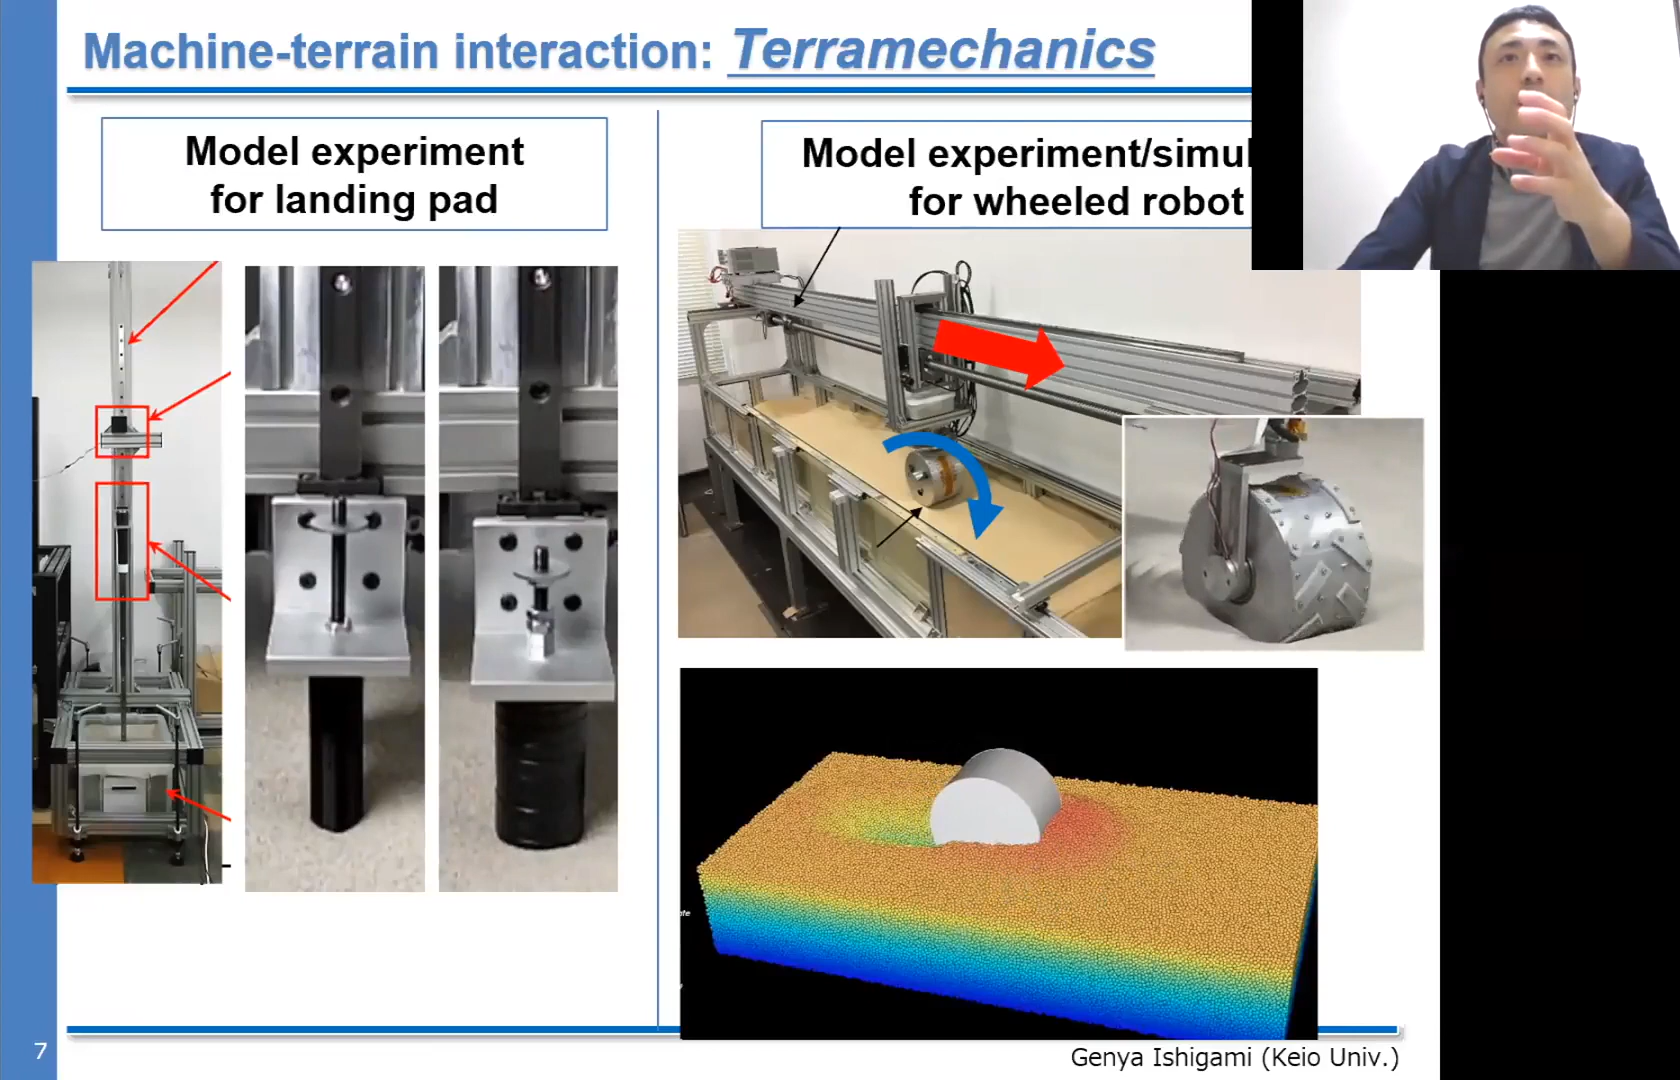 Machine-terrain interaction: Terramechanics
Model experiment
for landing pad
Model experiment/simul
for wheeled robot
7
Genya Ishigami (Keio Univ.)